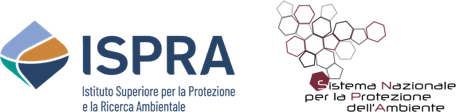 ISPRA
Istituto Superiore per la Protezione
e la Ricerca Ambientale
Sistema Nazionale
per la Protezione
dell'Ambiente